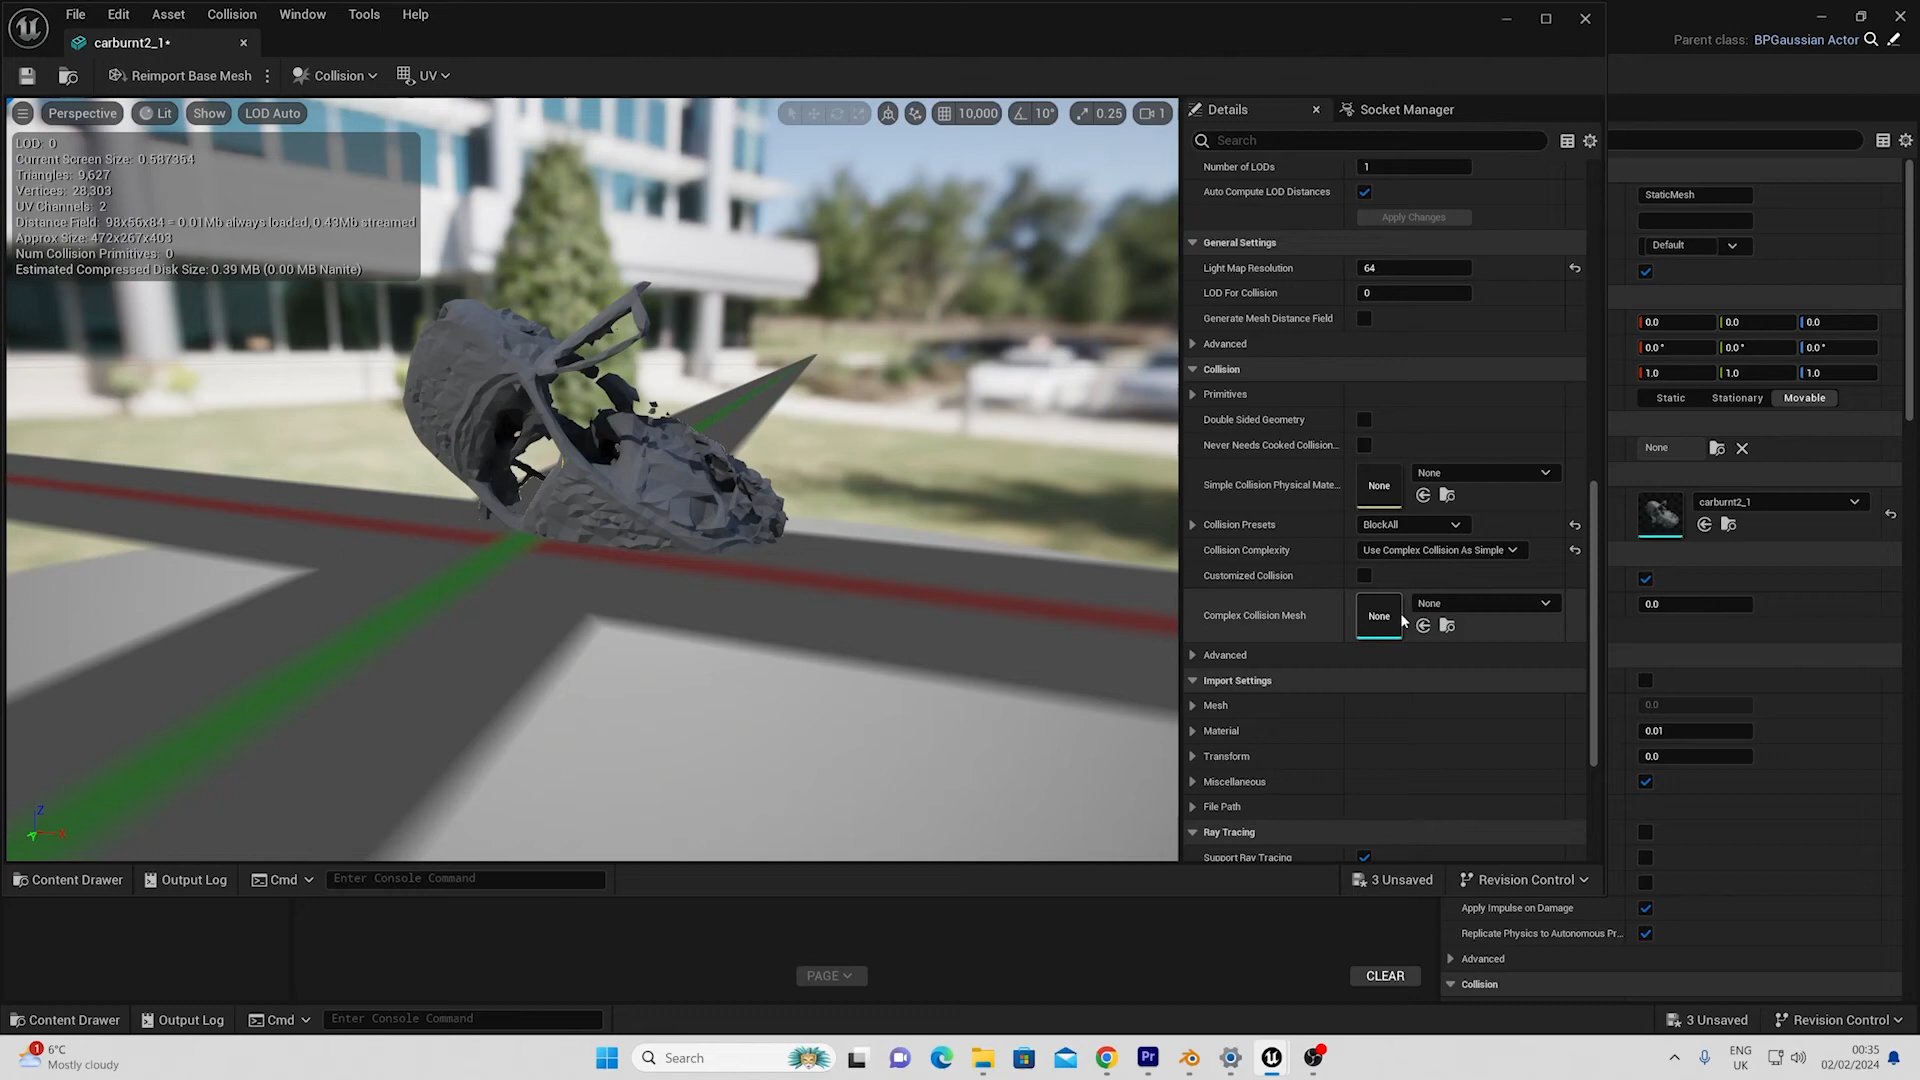 File Edit Asset Collision Window Tools Help
Parent class: BPGaussian Actor
carburnt2_1*
Reimport Base Mesh
Collision
UV
Perspective Lit Show LOD Auto
10,000 10° 0.25 1
LOD: 0
Current Screen Size: 0.587354
Triangles: 9,627
Vertices: 28,303
UV Channels: 2
Distance Field: 98x56x84 = 0.01Mb always loaded, 0.43Mb streamed
Approx Size: 472x267x403
Num Collision Primitives: 0
Estimated Compressed Disk Size: 0.39 MB (0.00 MB Nanite)
Z
Details
Socket Manager
Search
Number of LODs 1
Auto Compute LOD Distances
Apply Changes
General Settings
Light Map Resolution 64
LOD For Collision 0
Generate Mesh Distance Field
Advanced
Collision
Primitives
Double Sided Geometry
Never Needs Cooked Collision...
Simple Collision Physical Mate... None None
Collision Presets BlockAll
Collision Complexity Use Complex Collision As Simple
Customized Collision
Complex Collision Mesh None None
Advanced
Import Settings
Mesh
Material
Transform
Miscellaneous
File Path
Ray Tracing
Support Ray Tracing
StaticMesh
Default
0.0 0.0 0.0
0.0° 0.0° 0.0°
1.0 1.0 1.0
Static Stationary Movable
None
carburnt2_1
0.0
0.0
0.01
0.0
Content Drawer Output Log Cmd Enter Console Command 3 Unsaved Revision Control
Apply Impulse on Damage
Replicate Physics to Autonomous Pr...
Advanced
Collision
PAGE
CLEAR
Content Drawer Output Log Cmd Enter Console Command 3 Unsaved Revision Control
1
6°C
Mostly cloudy
Search
Pr
ENG
UK
00:35
02/02/2024